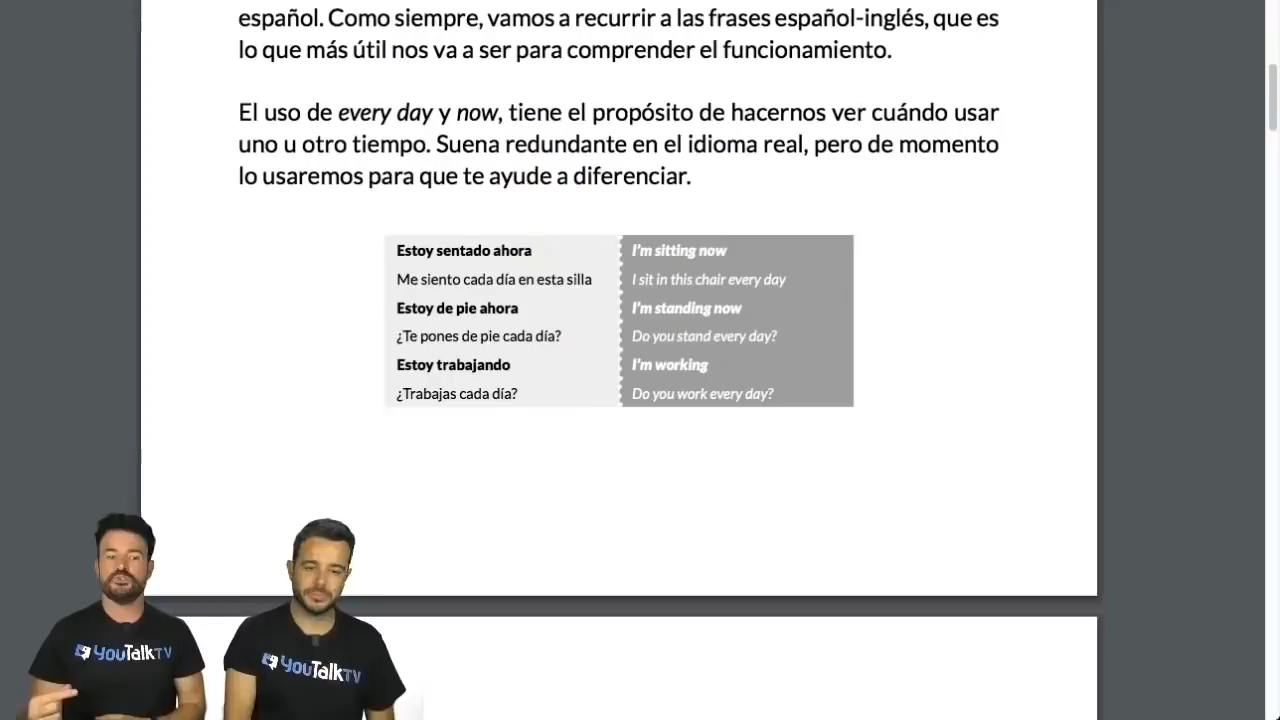 español. Como siempre, vamos a recurrir a las frases español-inglés, que es
lo que más útil nos va a ser para comprender el funcionamiento.
El uso de every day y now, tiene el propósito de hacernos ver cuándo usar
uno u otro tiempo. Suena redundante en el idioma real, pero de momento
lo usaremos para que te ayude a diferenciar.
Estoy sentado ahora I'm sitting now
Me siento cada día en esta silla I sit in this chair every day
Estoy de pie ahora I'm standing now
¿Te pones de pie cada día? Do you stand every day?
Estoy trabajando I'm working
¿Trabajas cada día? Do you work every day?
YouTalkTV
YouTalkTV